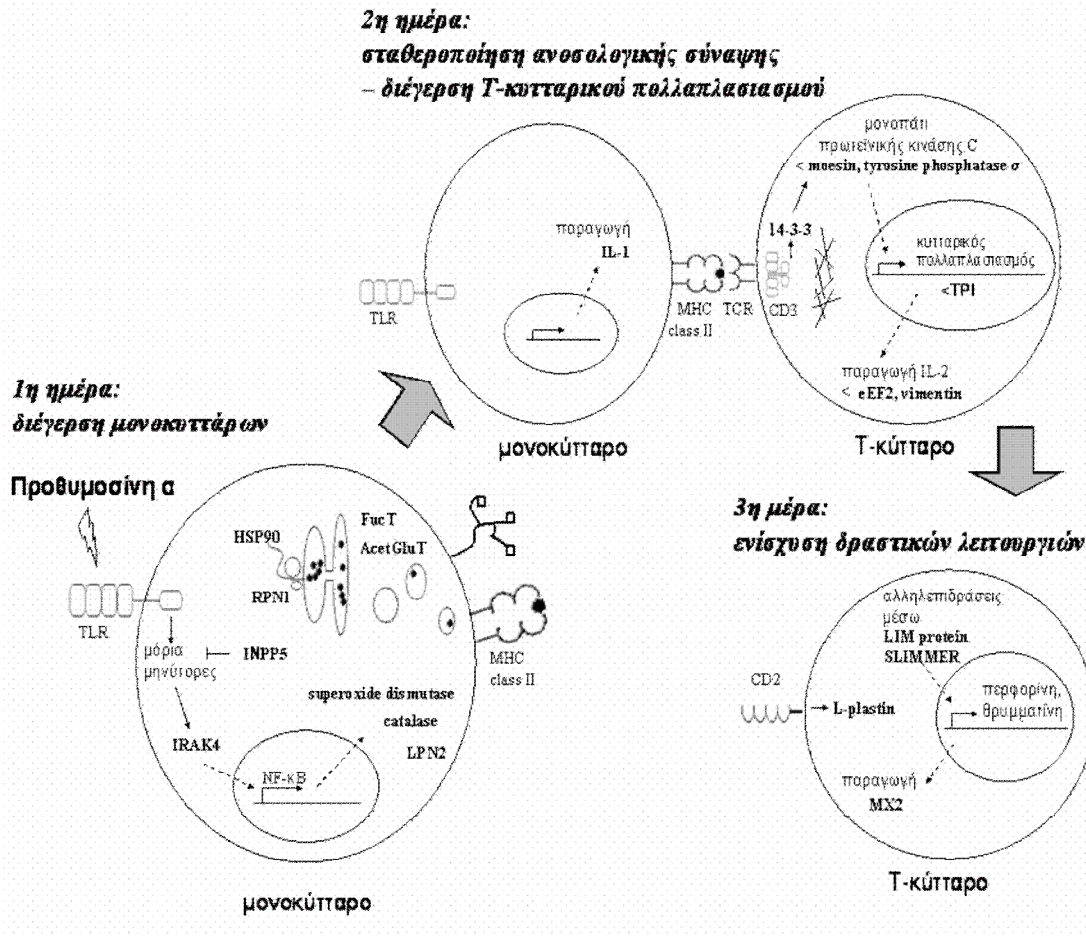 2η ημέρα:
σταθεροποίηση ανοσολογικής σύναψης
– διέγερση Τ-κυτταρικού πολλαπλασιασμού
μονοπάτι
πρωτεϊνικής κινάσης C
< moesin, tyrosine phosphatase σ
14-3-3
κυτταρικός
πολλαπλασιασμός
<TPI
παραγωγή
IL-1
TLR
MHC
class II
TCR
CD3
παραγωγή IL-2
< eEF2, vimentin
μονοκύτταρο
Τ-κύτταρο
1η ημέρα:
διέγερση μονοκυττάρων
Προθυμοσίνη α
HSP90
RPN1
FucT
AcetGluT
TLR
μόρια
μηνύτορες
INPP5
MHC
class II
superoxide dismutase
catalase
LPN2
IRAK4
NF-κB
μονοκύτταρο
3η μέρα:
ενίσχυση δραστικών λειτουργιών
αλληλεπιδράσεις
μέσω
LIM protein
SLIMMER
CD2
L-plastin
περφορίνη,
θρυμματίνη
παραγωγή
MX2
Τ-κύτταρο